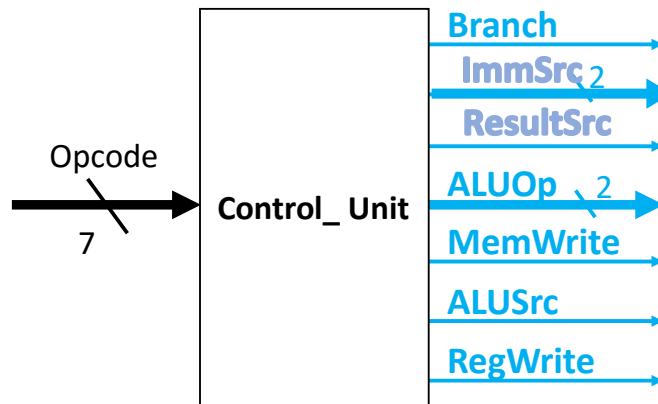 Branch
ImmSrc 2
ResultSrc
Opcode
7
Control_ Unit
ALUOp 2
MemWrite
ALUSrc
RegWrite